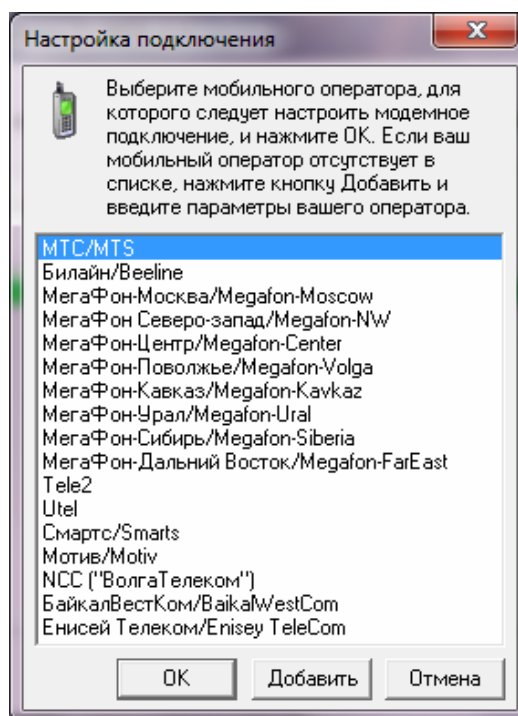 Настройка подключения
Выберите мобильного оператора, для
которого следует настроить модемное
подключение, и нажмите ОК. Если ваш
мобильный оператор отсутствует в
списке, нажмите кнопку Добавить и
введите параметры вашего оператора.
МТС/MTS
Билайн/Beeline
МегаФон-Москва/Megafon-Moscow
МегаФон Северо-запад/Megafon-NW
МегаФон-Центр/Megafon-Center
МегаФон-Поволжье/Megafon-Volga
МегаФон-Кавказ/Megafon-Kavkaz
МегаФон-Урал/Megafon-Ural
МегаФон-Сибирь/Megafon-Siberia
МегаФон-Дальний Восток/Megafon-FarEast
Tele2
Utel
Смартс/Smarts
Мотив/Motiv
NCC ("ВолгаТелеком")
БайкалВестКом/BaikalWestCom
Енисей Телеком/Enisey TeleCom
ОК Добавить Отмена